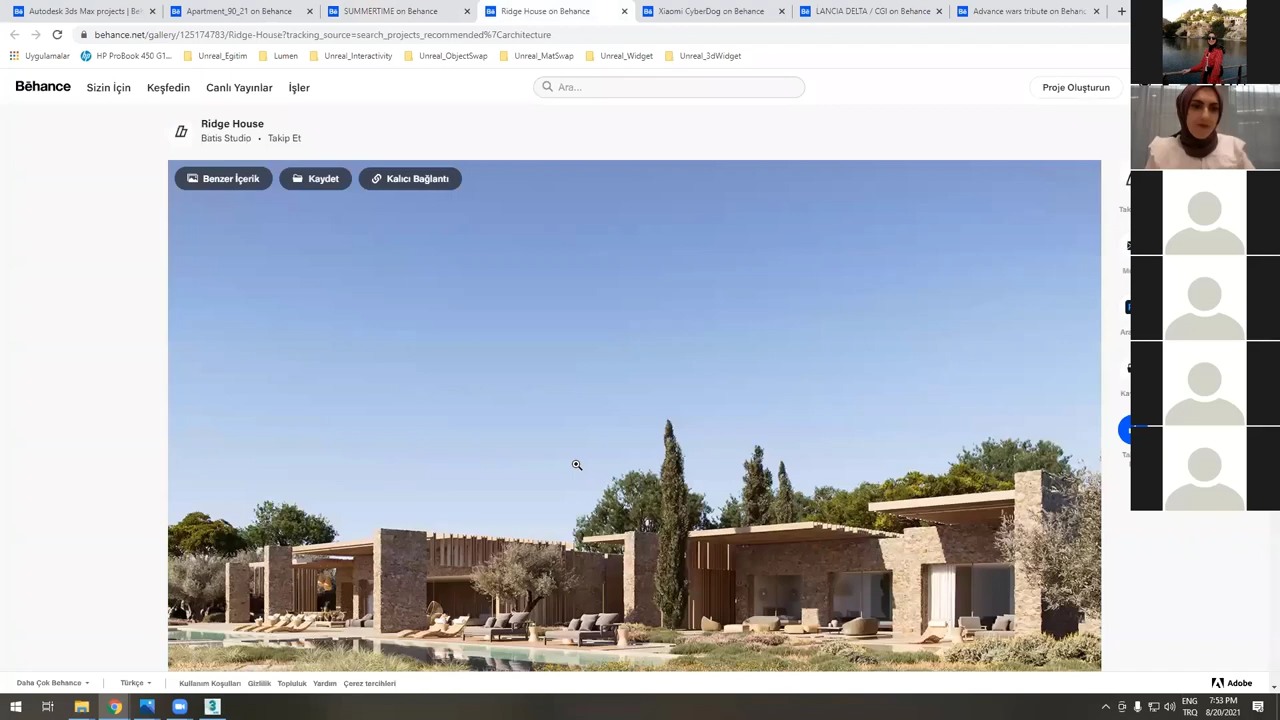 Autodesk 3ds Max projects | Bel
Apartment_90_21 on Behance
SUMMERTIME on Behance
Ridge House on Behance
Xiaomi CyberDog on Behance
LANCIA DELTA / CGI on Behance
Advance wars tribute on Behanc
behance.net/gallery/125174783/Ridge-House?tracking_source=search_projects_recommended%7Carchitecture
Uygulamalar
HP ProBook 450 G1...
Unreal_Egitim
Lumen
Unreal_Interactivity
Unreal_ObjectSwap
Unreal_MatSwap
Unreal_Widget
Unreal_3dWidget
Bēhance
Sizin İçin
Keşfedin
Canlı Yayınlar
İşler
Ara...
Proje Oluşturun
Ridge House
Batis Studio • Takip Et
Benzer İçerik
Kaydet
Kalıcı Bağlantı
Daha Çok Behance
Türkçe
Kullanım Koşulları
Gizlilik
Topluluk
Yardım
Çerez tercihleri
Adobe
ENG
TRQ
7:53 PM
8/20/2021